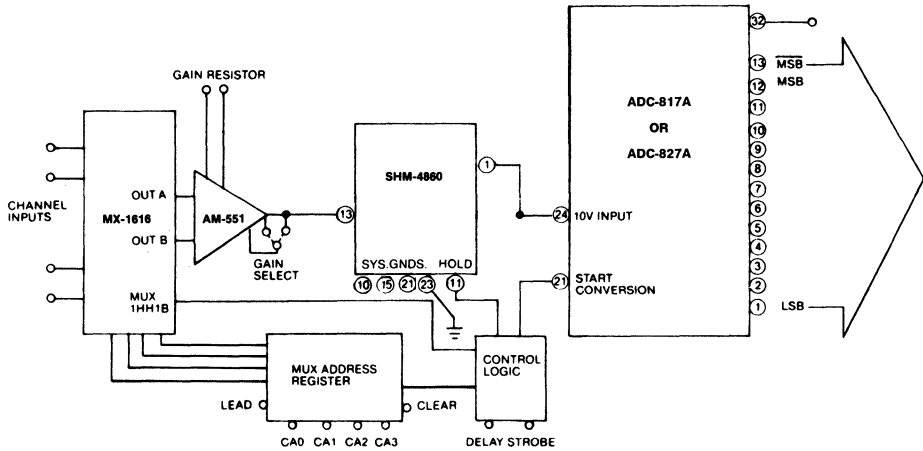 GAIN RESISTOR
CHANNEL
INPUTS
MX-1616
OUT A
OUT B
MUX
1HH1B
AM-551
GAIN
SELECT
13
SHM-4860
1
SYS.GNDS. HOLD
10 15 21 23 11
ADC-817A
OR
ADC-827A
24 10V INPUT
21 START
CONVERSION
32
13 MSB
12 MSB
11
10
9
8
7
6
5
4
3
2
1 LSB
MUX ADDRESS
REGISTER
LEAD
CLEAR
CA0 CA1 CA2 CA3
CONTROL
LOGIC
DELAY STROBE